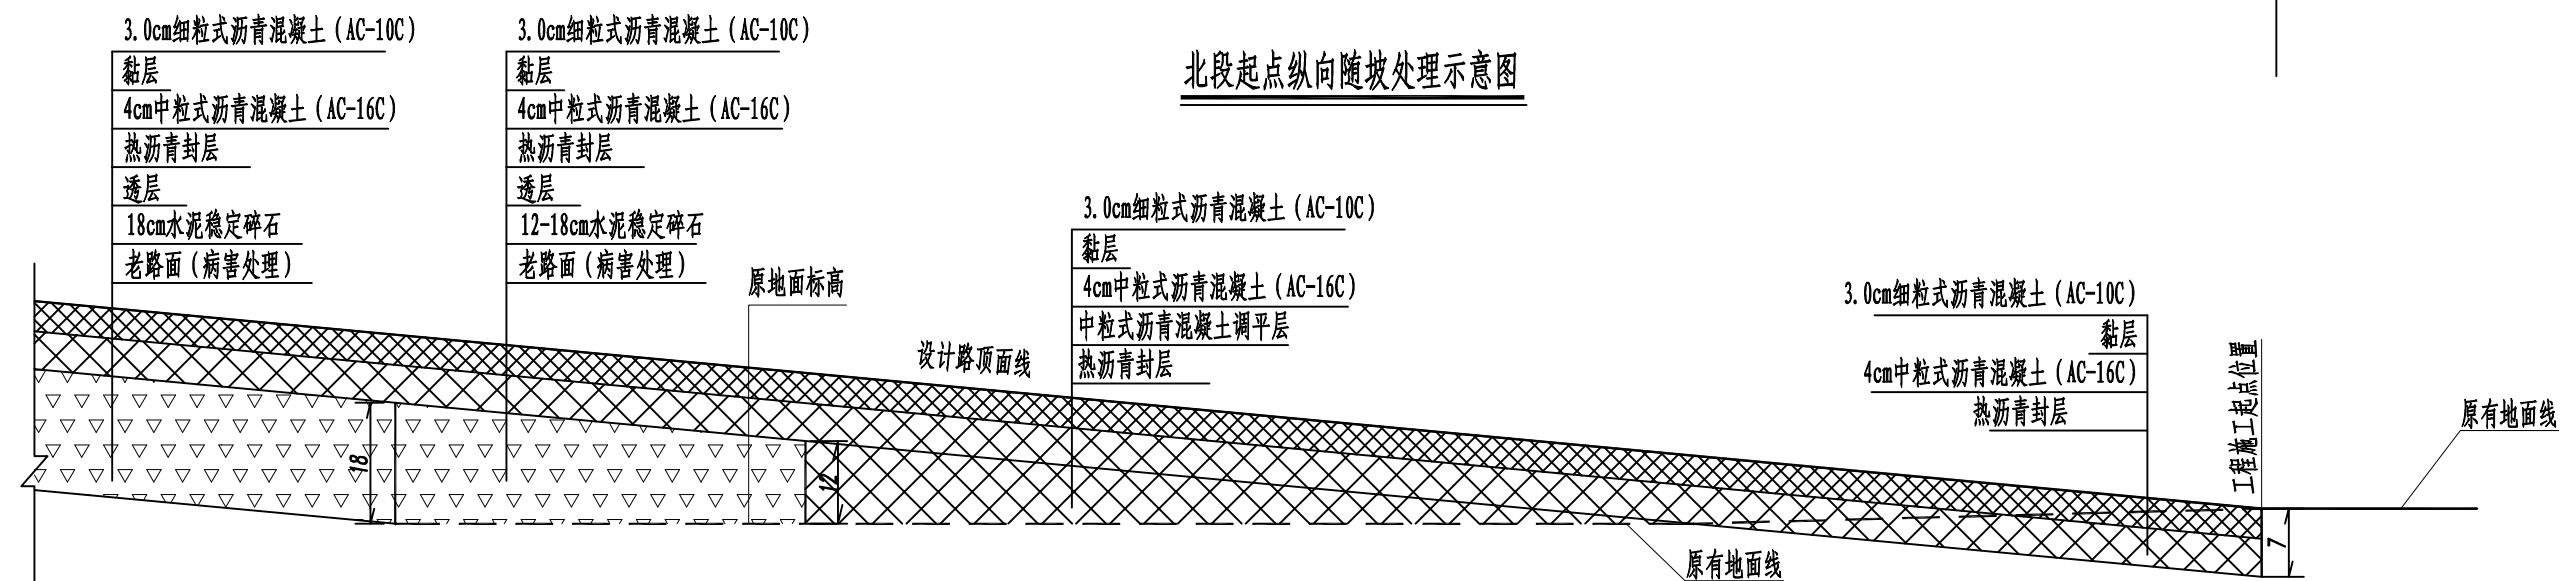 北段起点纵向随坡处理示意图
3.0cm细粒式沥青混凝土（AC-10C）
黏层
4cm中粒式沥青混凝土（AC-16C）
热沥青封层
透层
18cm水泥稳定碎石
老路面（病害处理）
3.0cm细粒式沥青混凝土（AC-10C）
黏层
4cm中粒式沥青混凝土（AC-16C）
热沥青封层
透层
12-18cm水泥稳定碎石
老路面（病害处理）
原地面标高
设计路顶面线
3.0cm细粒式沥青混凝土（AC-10C）
黏层
4cm中粒式沥青混凝土（AC-16C）
中粒式沥青混凝土调平层
热沥青封层
3.0cm细粒式沥青混凝土（AC-10C）
黏层
4cm中粒式沥青混凝土（AC-16C）
热沥青封层
工程施工起点位置
原有地面线
18
12
7
原有地面线